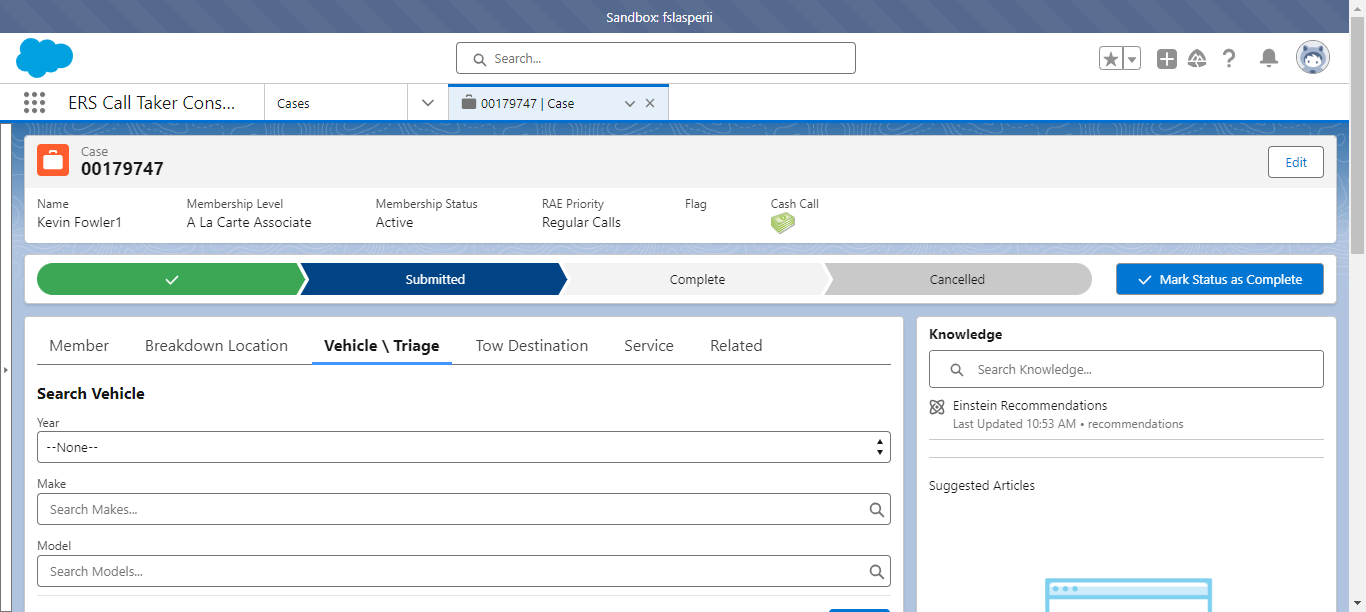 Sandbox: fslasperii
Search...
ERS Call Taker Cons...
Cases
00179747 | Case
Case
00179747
Edit
Name
Membership Level
Membership Status
RAE Priority
Flag
Cash Call
Kevin Fowler1
A La Carte Associate
Active
Regular Calls
Submitted
Complete
Cancelled
Mark Status as Complete
Member
Breakdown Location
Vehicle \ Triage
Tow Destination
Service
Related
Search Vehicle
Year
--None--
Make
Search Makes...
Model
Search Models...
Knowledge
Search Knowledge...
Einstein Recommendations
Last Updated 10:53 AM • recommendations
Suggested Articles